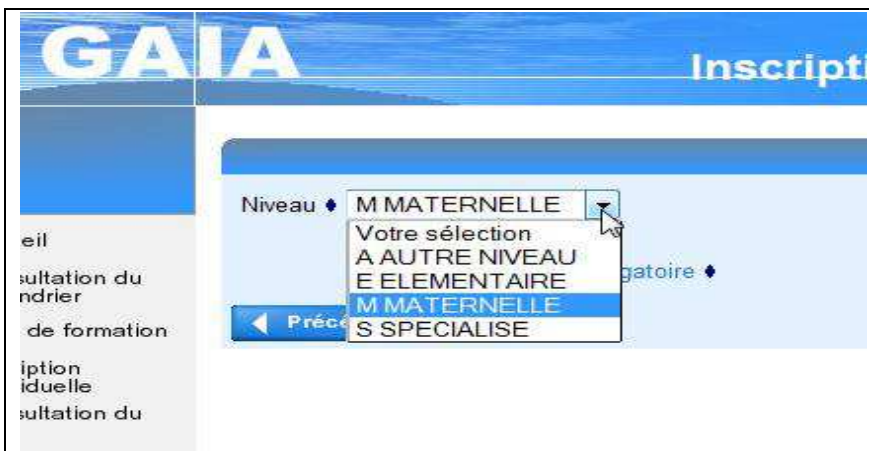 GAIA
Inscripti
Niveau ♦ M MATERNELLE
Votre sélection
A AUTRE NIVEAU
E ELEMENTAIRE
M MATERNELLE
S SPECIALISE
gatoire ♦
Préc
eil
sultation du
ndrier
de formation
iption
iduelle
sultation du